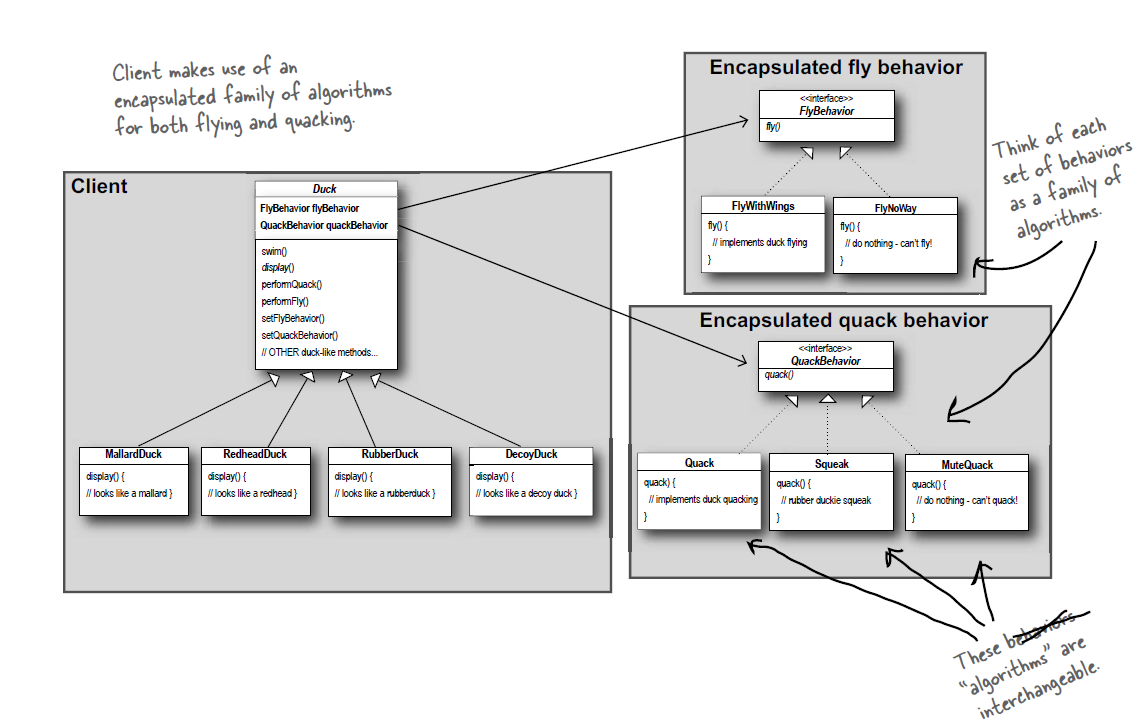 Client makes use of an
encapsulated family of algorithms
for both flying and quacking.
Client
Duck
FlyBehavior flyBehavior
QuackBehavior quackBehavior
swim()
display()
performQuack()
performFly()
setFlyBehavior()
setQuackBehavior()
// OTHER duck-like methods...
MallardDuck
display() {
// looks like a mallard }
RedheadDuck
display() {
// looks like a redhead }
RubberDuck
display() {
// looks like a rubberduck }
DecoyDuck
display() {
// looks like a decoy duck }
Encapsulated fly behavior
<<interface>>
FlyBehavior
fly()
FlyWithWings
fly() {
// implements duck flying
}
FlyNoWay
fly() {
// do nothing - can't fly!
}
Think of each
set of behaviors
as a family of
algorithms.
Encapsulated quack behavior
<<interface>>
QuackBehavior
quack()
Quack
quack) {
// implements duck quacking
}
Squeak
quack() {
// rubber duckie squeak
}
MuteQuack
quack() {
// do nothing - can't quack!
}
These behaviors
“algorithms” are
interchangeable.